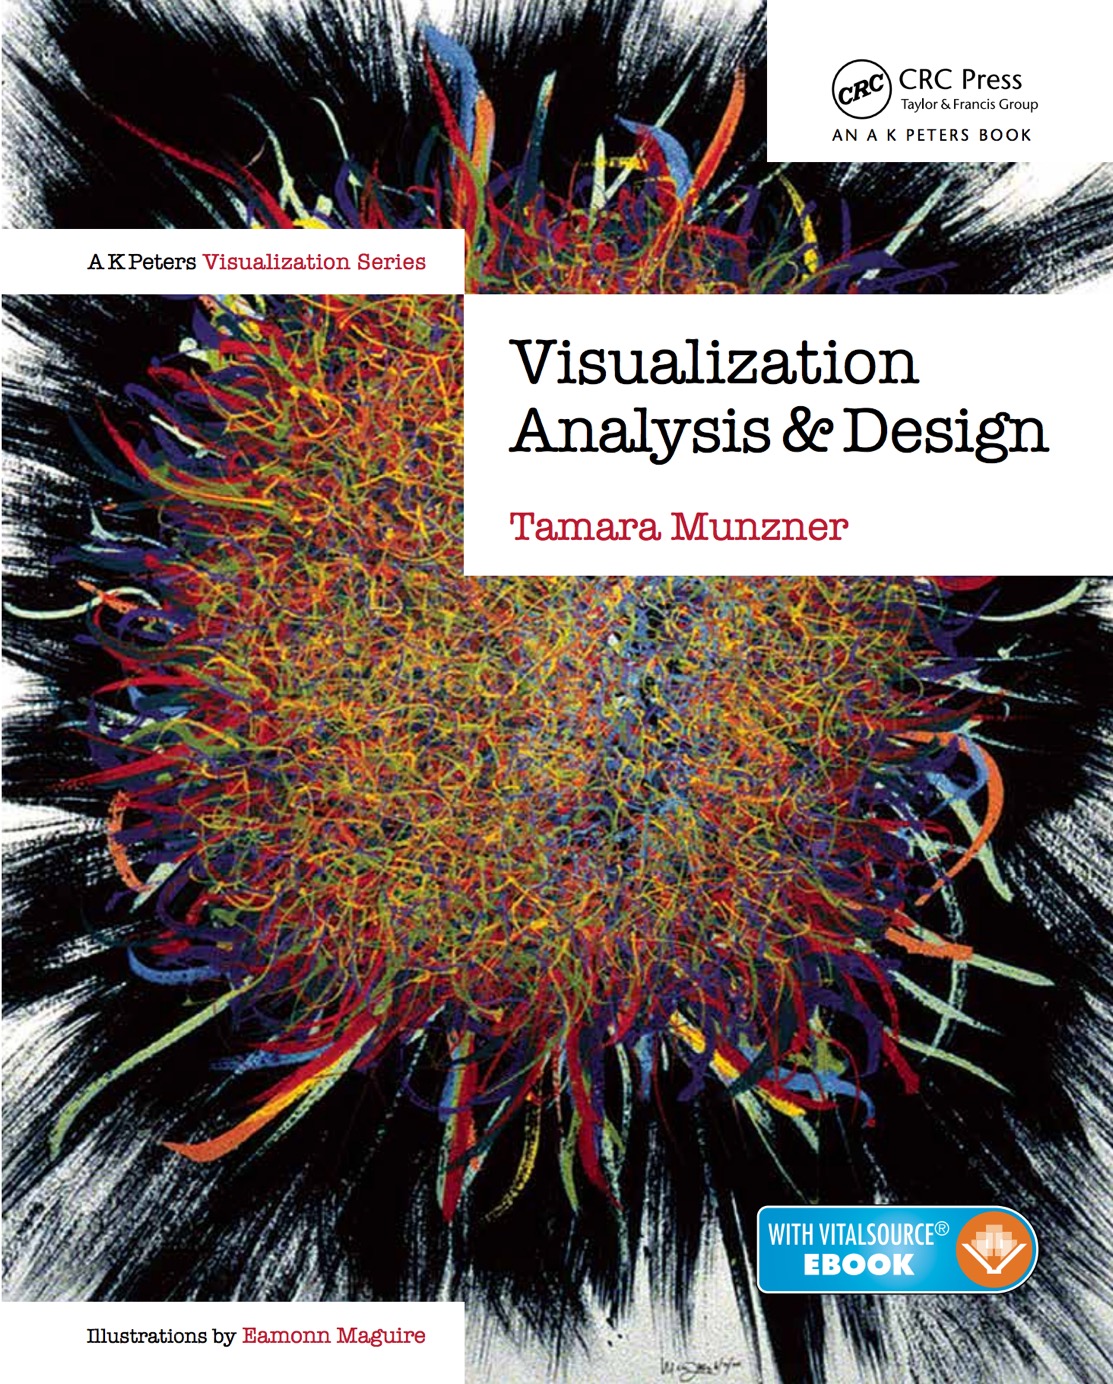 CRC
CRC Press
Taylor & Francis Group
AN A K PETERS BOOK
A K Peters Visualization Series
Visualization
Analysis & Design
Tamara Munzner
WITH VITALSOURCE®
EBOOK
Illustrations by Eamonn Maguire